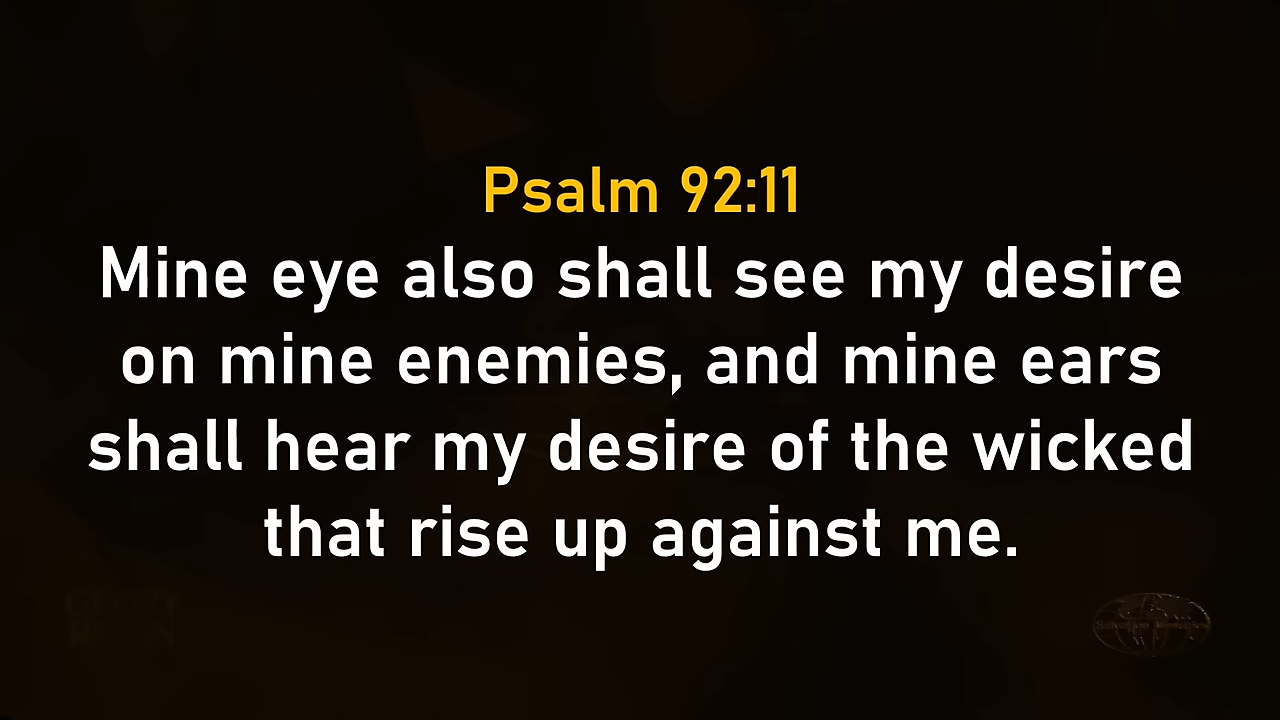 Psalm 92:11
Mine eye also shall see my desire
on mine enemies, and mine ears
shall hear my desire of the wicked
that rise up against me.